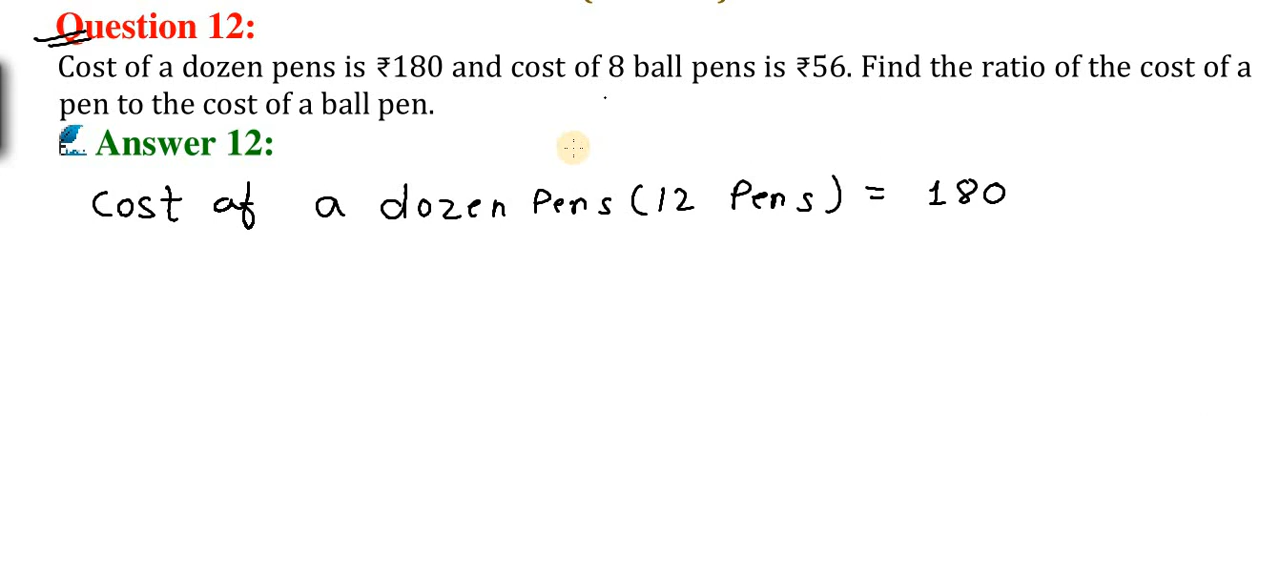 Question 12:
Cost of a dozen pens is ₹180 and cost of 8 ball pens is ₹56. Find the ratio of the cost of a
pen to the cost of a ball pen.
Answer 12:
Cost of a dozen Pens (12 Pens) = 180